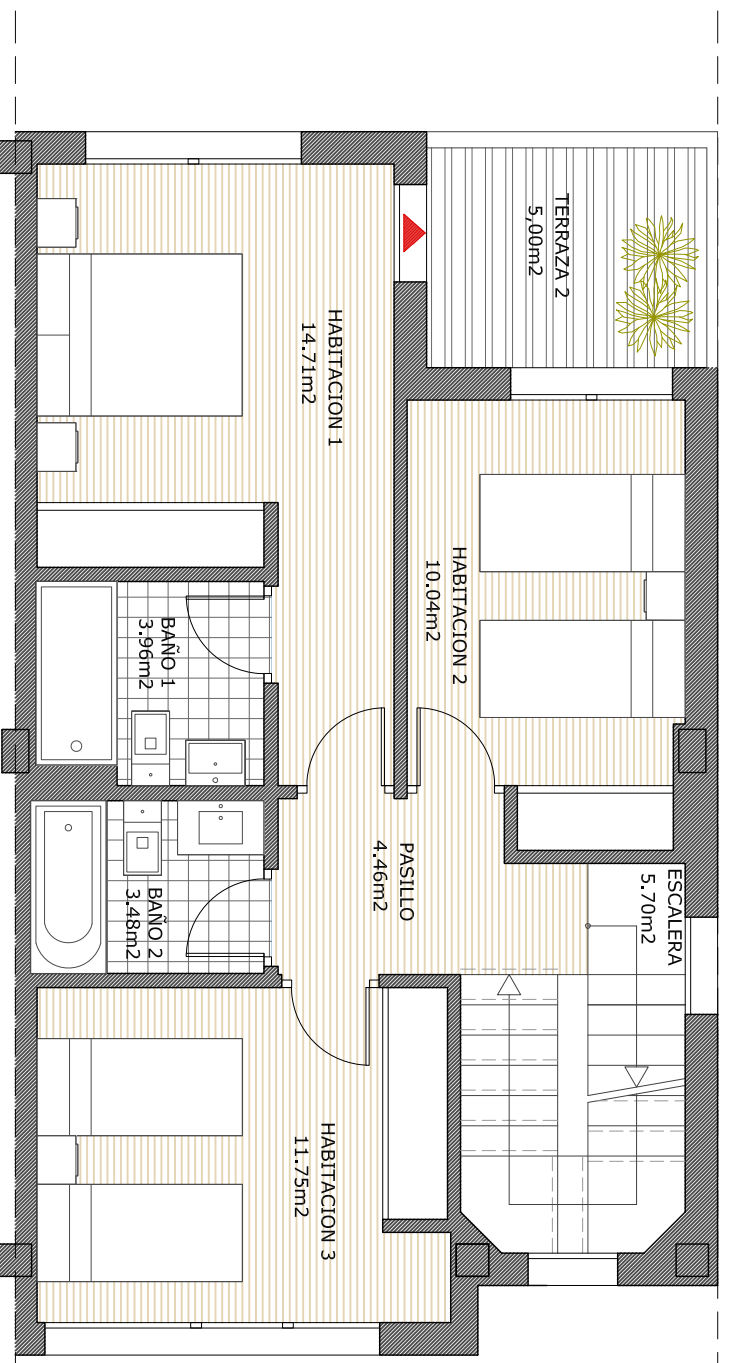 TERRAZA 2
5,00m2
HABITACION 1
14.71m2
HABITACION 2
10.04m2
BAÑO 1
3.96m2
PASILLO
4.46m2
ESCALERA
5.70m2
BAÑO 2
3.48m2
HABITACION 3
11.75m2